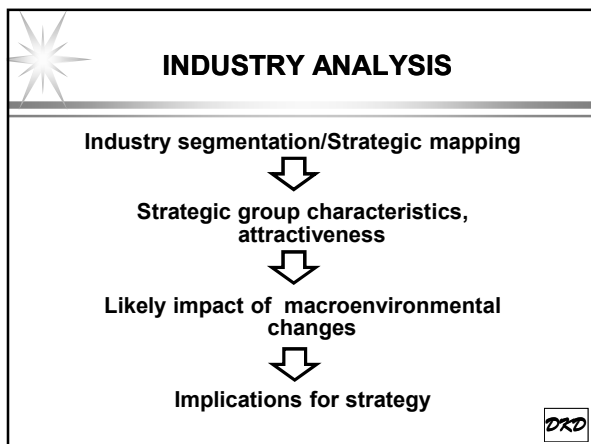 INDUSTRY ANALYSIS
Industry segmentation/Strategic mapping
Strategic group characteristics,
attractiveness
Likely impact of macroenvironmental
changes
Implications for strategy
DKD